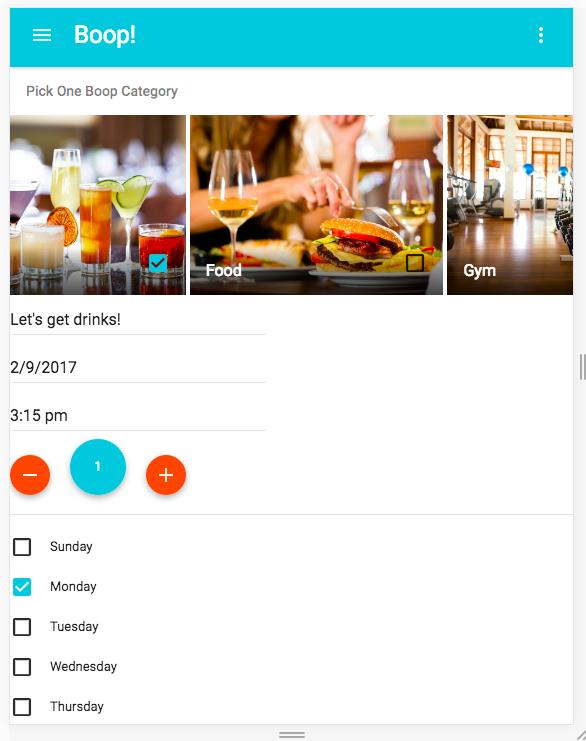 Boop!
Pick One Boop Category
Food
Gym
Let's get drinks!
2/9/2017
3:15 pm
1
Sunday
Monday
Tuesday
Wednesday
Thursday